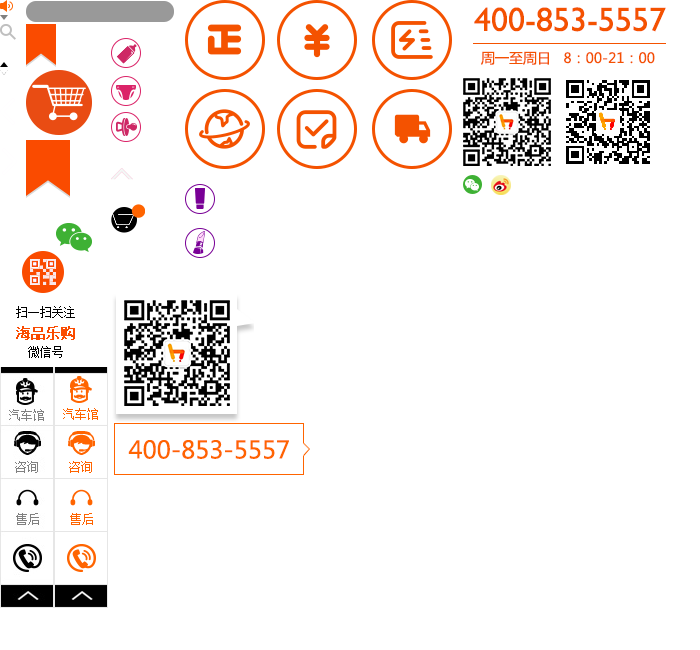 正
¥
400-853-5557
周一至周日 8：00-21：00
扫一扫关注
海品乐购
微信号
汽车馆
汽车馆
咨询
咨询
售后
售后
400-853-5557